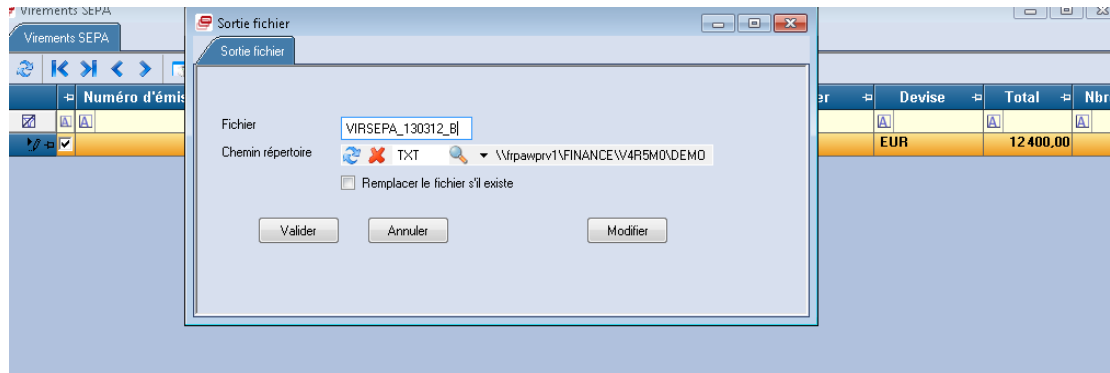 Virements SEPA
Sortie fichier
Virements SEPA
Sortie fichier
Numéro d'émis
er
Devise
Total
Nbr
A
A
A
A
A
EUR
12 400,00
Fichier
VIRSEPA_130312_B
Chemin répertoire
TXT
\\frpawprv1\FINANCE\V4R5M0\DEMO
Remplacer le fichier s'il existe
Valider
Annuler
Modifier